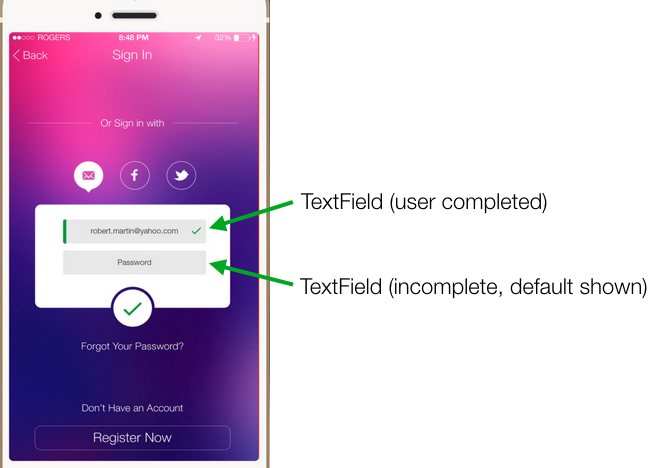 ROGERS 8:46 PM 32%
Back Sign In
Or Sign in with
f
robert.martin@yahoo.com
TextField (user completed)
Password
TextField (incomplete, default shown)
Forgot Your Password?
Don't Have an Account
Register Now